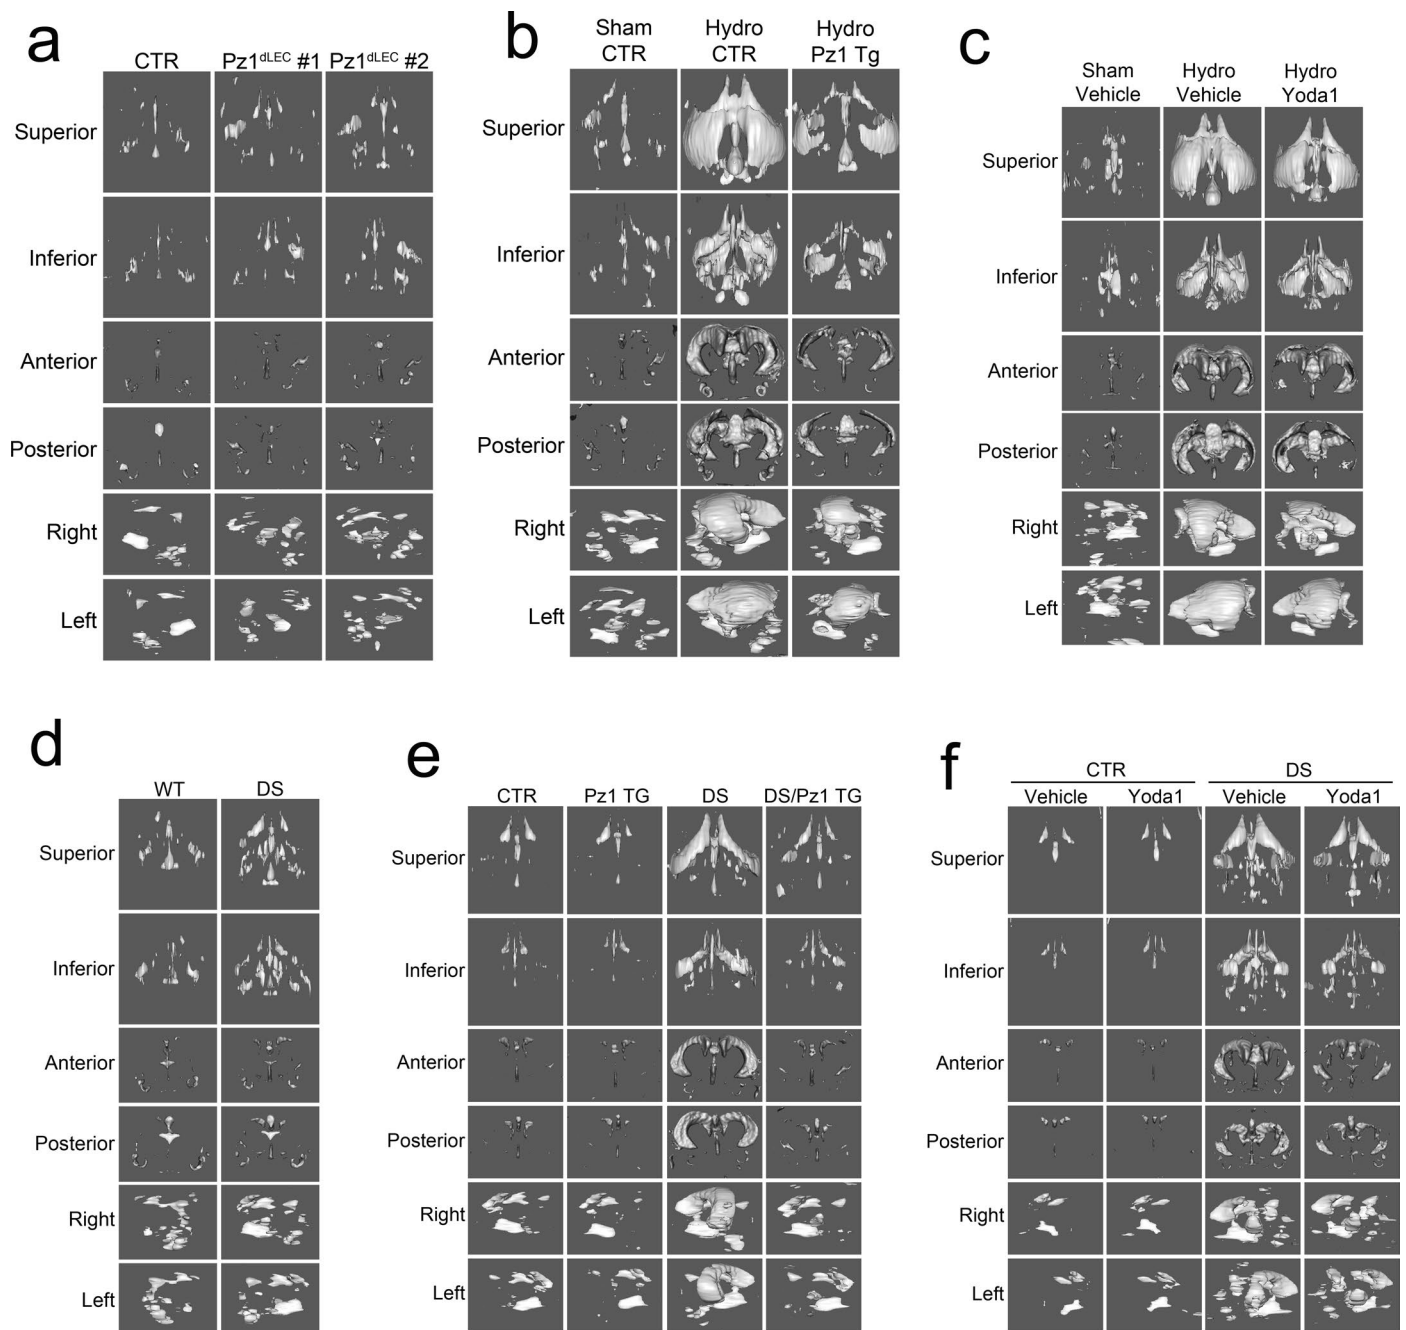 a
CTR Pz1dLEC #1 Pz1dLEC #2
Superior
Inferior
Anterior
Posterior
Right
Left
b
Sham Hydro Hydro
CTR CTR Pz1 Tg
Superior
Inferior
Anterior
Posterior
Right
Left
c
Sham Hydro Hydro
Vehicle Vehicle Yoda1
Superior
Inferior
Anterior
Posterior
Right
Left
d
WT DS
Superior
Inferior
Anterior
Posterior
Right
Left
e
CTR Pz1 TG DS DS/Pz1 TG
Superior
Inferior
Anterior
Posterior
Right
Left
f
CTR DS
Vehicle Yoda1 Vehicle Yoda1
Superior
Inferior
Anterior
Posterior
Right
Left